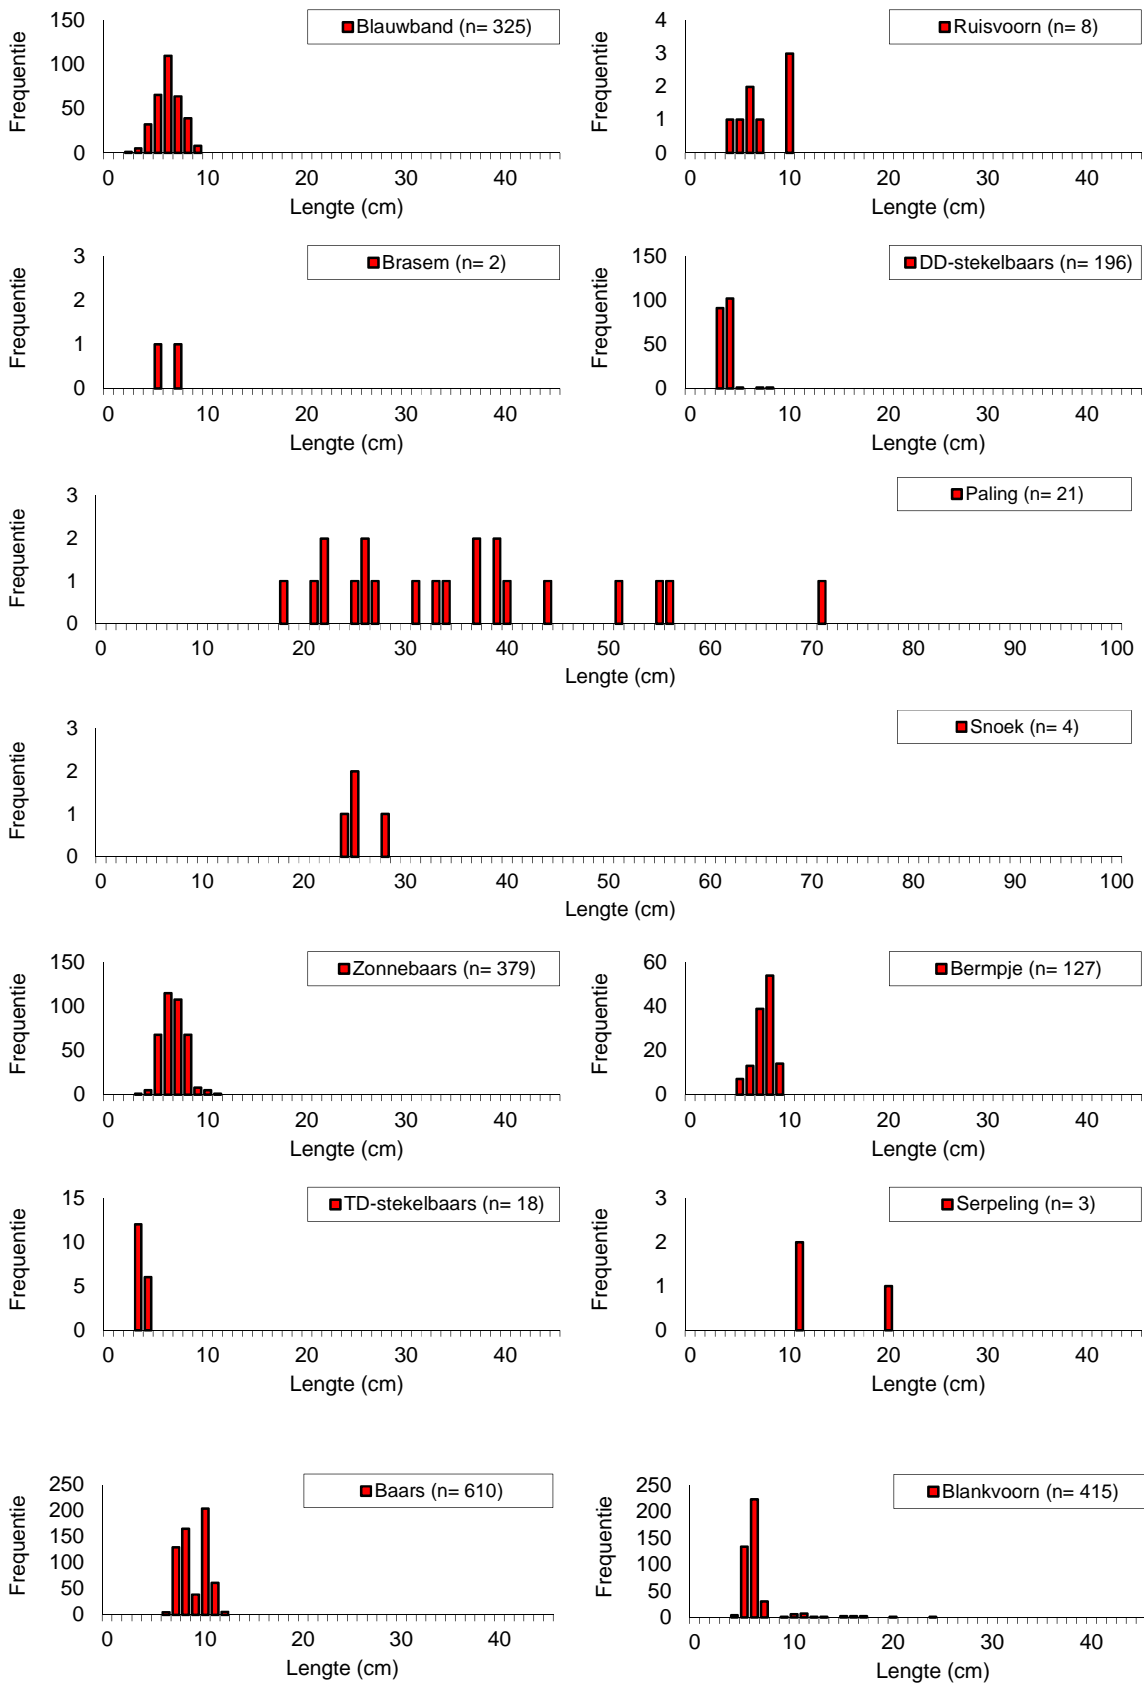 Blauwband (n= 325)
Frequentie
150
100
50
0
0 10 20 30 40
Lengte (cm)
Ruisvoorn (n= 8)
Frequentie
4
3
2
1
0
0 10 20 30 40
Lengte (cm)
Brasem (n= 2)
Frequentie
3
2
1
0
0 10 20 30 40
Lengte (cm)
DD-stekelbaars (n= 196)
Frequentie
150
100
50
0
0 10 20 30 40
Lengte (cm)
Paling (n= 21)
Frequentie
3
2
1
0
0 10 20 30 40 50 60 70 80 90 100
Lengte (cm)
Snoek (n= 4)
Frequentie
3
2
1
0
0 10 20 30 40 50 60 70 80 90 100
Lengte (cm)
Zonnebaars (n= 379)
Frequentie
150
100
50
0
0 10 20 30 40
Lengte (cm)
Bermpje (n= 127)
Frequentie
60
40
20
0
0 10 20 30 40
Lengte (cm)
TD-stekelbaars (n= 18)
Frequentie
15
10
5
0
0 10 20 30 40
Lengte (cm)
Serpeling (n= 3)
Frequentie
3
2
1
0
0 10 20 30 40
Lengte (cm)
Baars (n= 610)
Frequentie
250
200
150
100
50
0
0 10 20 30 40
Lengte (cm)
Blankvoorn (n= 415)
Frequentie
250
200
150
100
50
0
0 10 20 30 40
Lengte (cm)